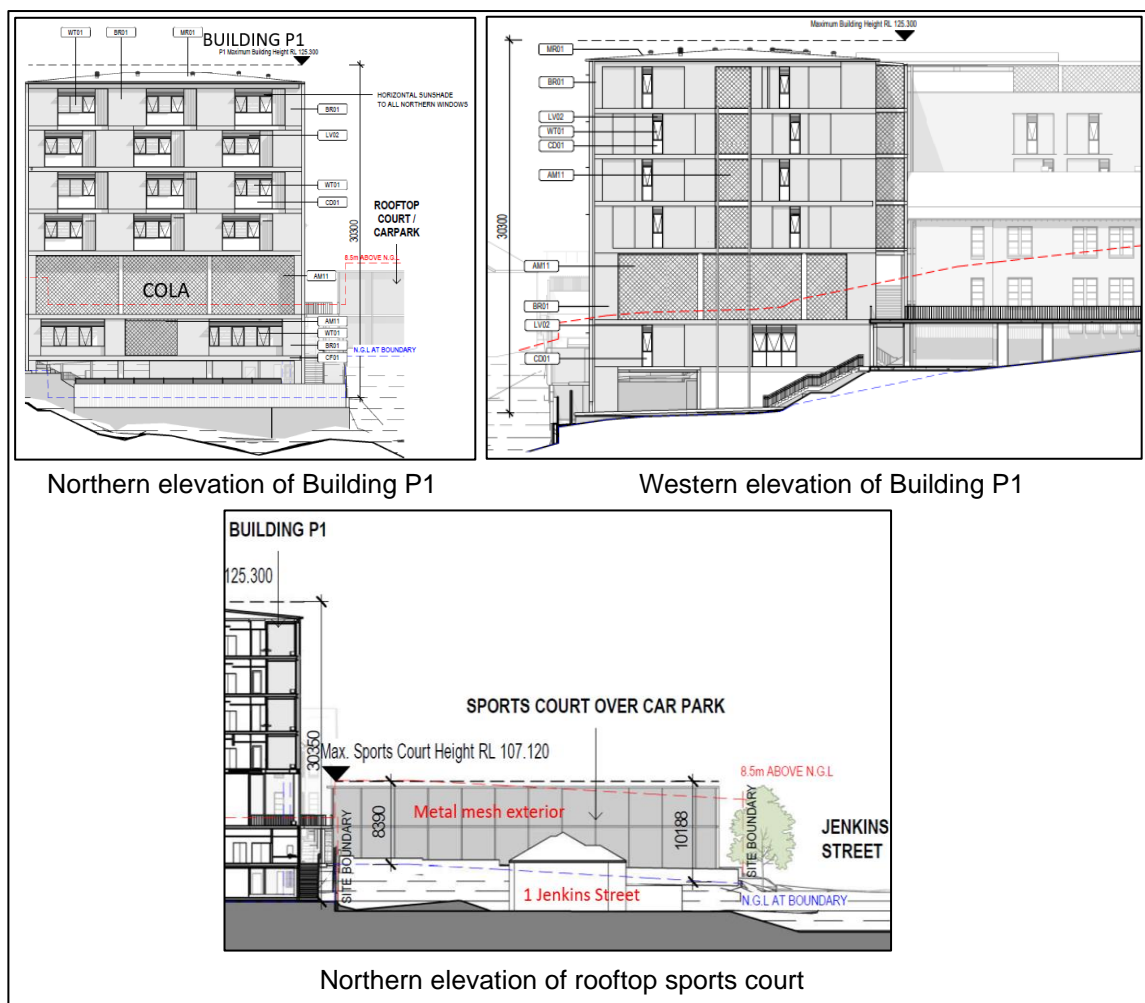 WT01
BR01
MR01
BUILDING P1
P1 Maximum Building Height RL 125.300
HORIZONTAL SUNSHADE
TO ALL NORTHERN WINDOWS
BR01
LV02
WT01
CD01
ROOFTOP
COURT /
CARPARK
30300
8.5m ABOVE N.G.L
AM11
COLA
AM11
WT01
BR01
N.G.L AT BOUNDARY
CF01
Northern elevation of Building P1
Maximum Building Height RL 125.300
MR01
BR01
LV02
WT01
CD01
AM11
30300
AM11
BR01
LV02
CD01
Western elevation of Building P1
BUILDING P1
125.300
30350
SPORTS COURT OVER CAR PARK
Max. Sports Court Height RL 107.120
8.5m ABOVE N.G.L
Metal mesh exterior
8390
10188
SITE BOUNDARY
SITE BOUNDARY
JENKINS
STREET
1 Jenkins Street
N.G.L AT BOUNDARY
Northern elevation of rooftop sports court